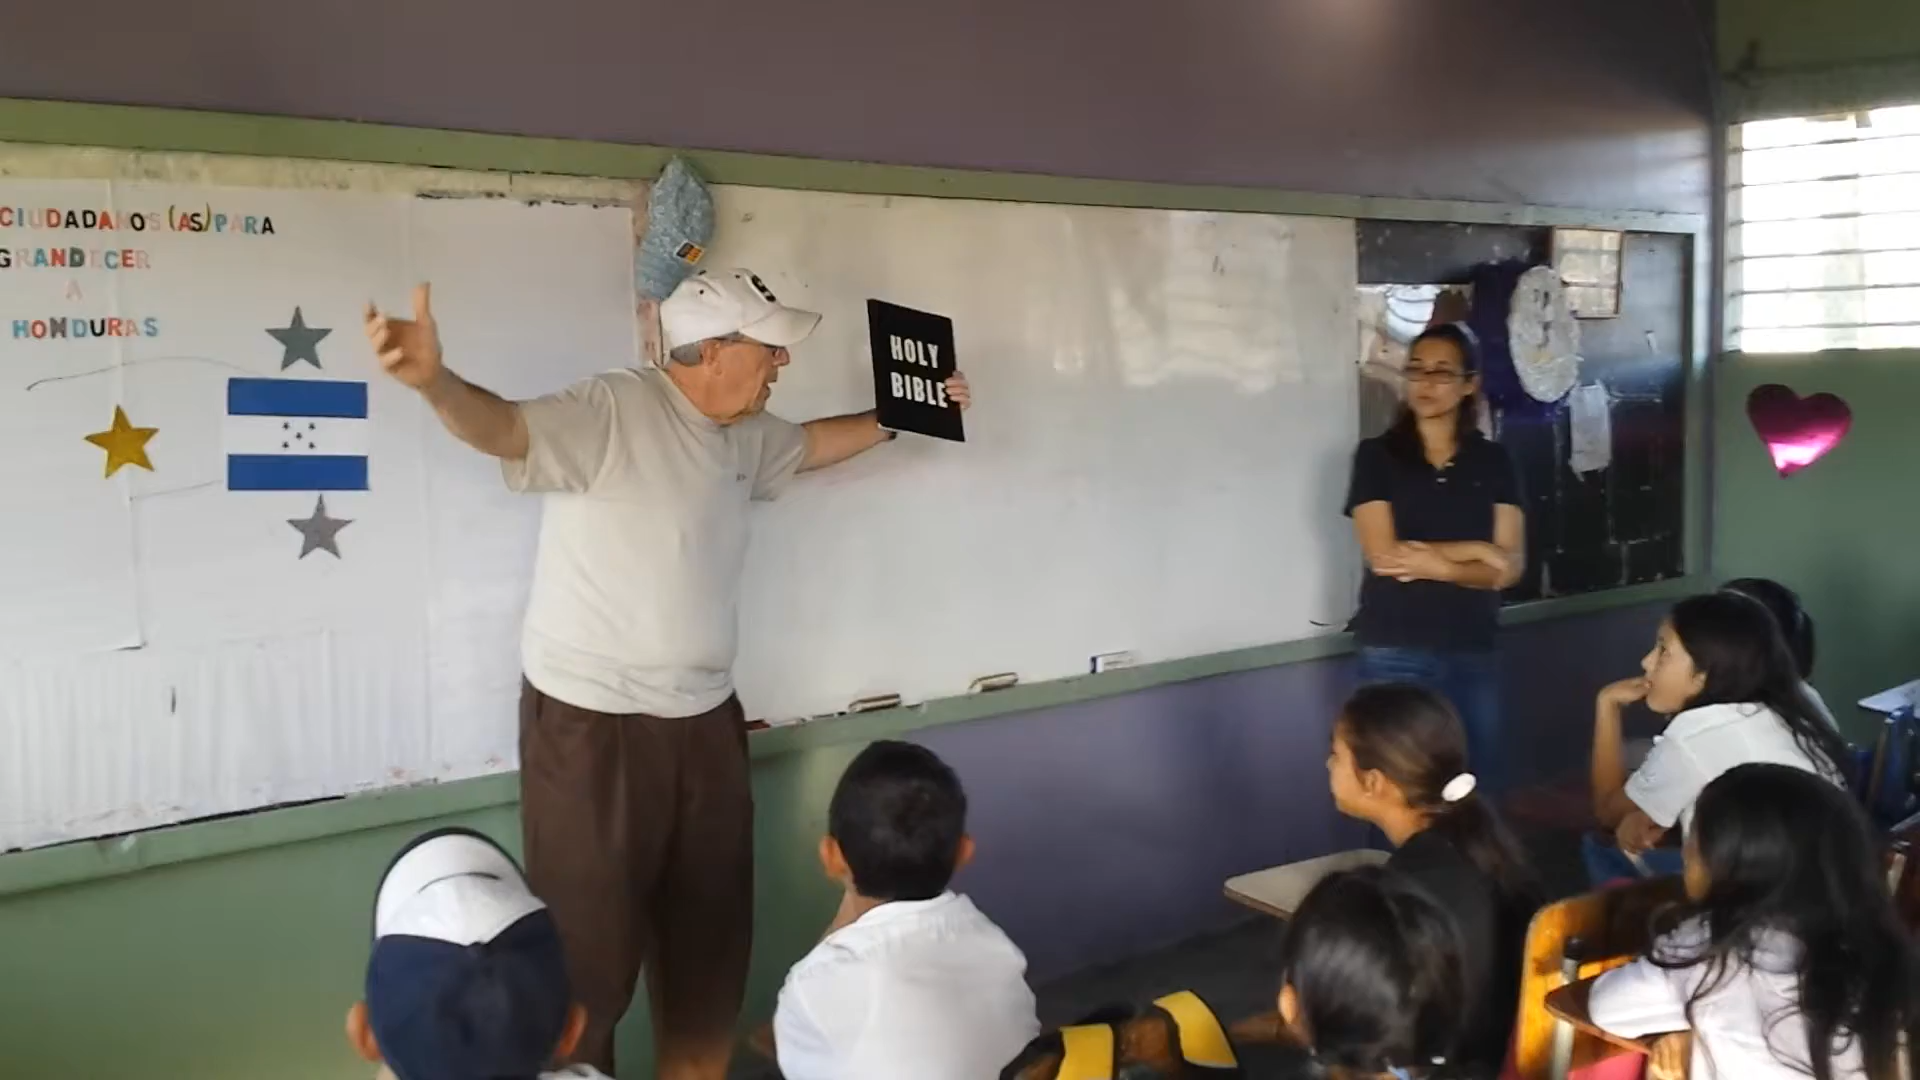 CIUDADANOS (AS) PARA
GRANDECER
A
HONDURAS
HOLY
BIBLE